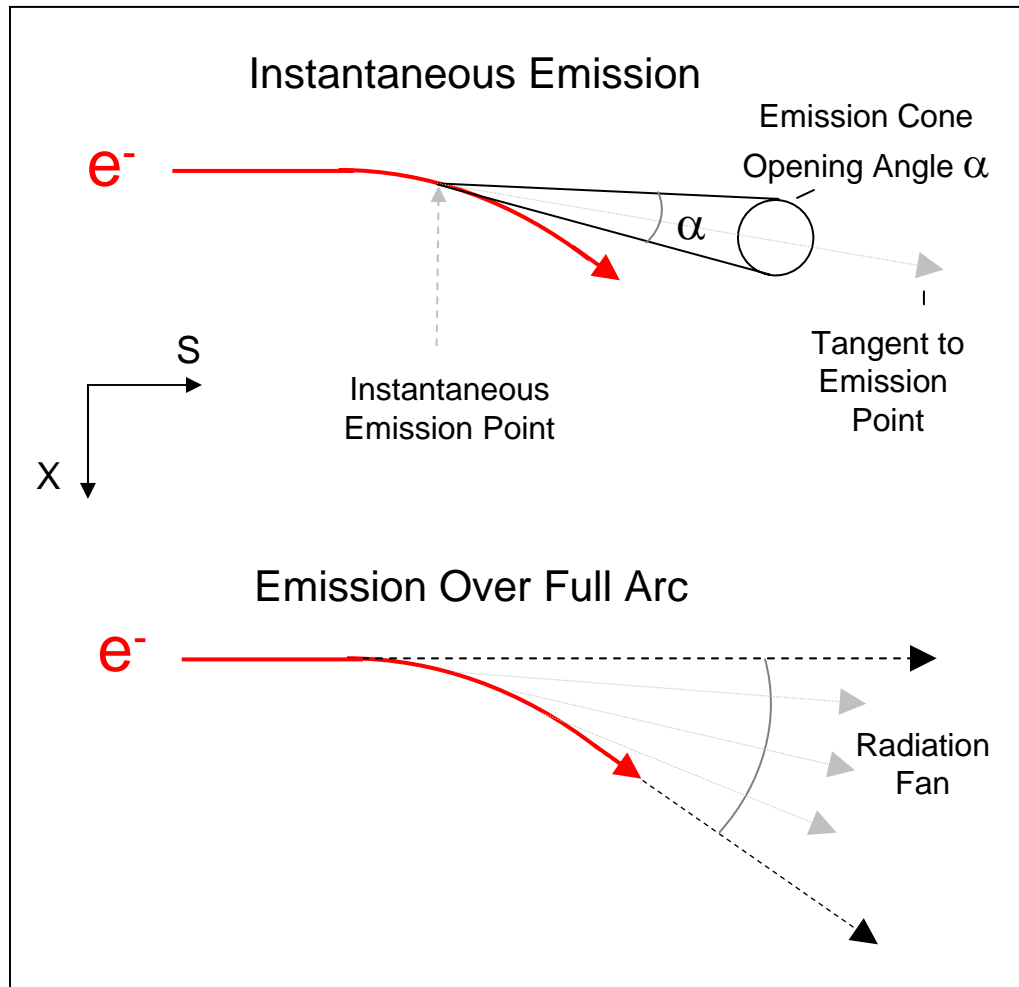 Instantaneous Emission
e-
Emission Cone
Opening Angle α
α
S
X
Instantaneous
Emission Point
Tangent to
Emission
Point
Emission Over Full Arc
e-
Radiation
Fan